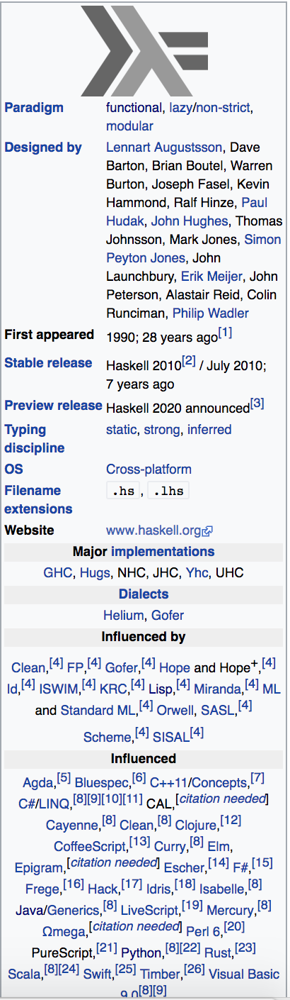 Paradigm functional, lazy/non-strict,
modular
Designed by Lennart Augustsson, Dave
Barton, Brian Boutel, Warren
Burton, Joseph Fasel, Kevin
Hammond, Ralf Hinze, Paul
Hudak, John Hughes, Thomas
Johnsson, Mark Jones, Simon
Peyton Jones, John
Launchbury, Erik Meijer, John
Peterson, Alastair Reid, Colin
Runciman, Philip Wadler
First appeared 1990; 28 years ago[1]
Stable release Haskell 2010[2] / July 2010;
7 years ago
Preview release Haskell 2020 announced[3]
Typing static, strong, inferred
discipline
OS Cross-platform
Filename .hs, .lhs
extensions
Website www.haskell.org
Major implementations
GHC, Hugs, NHC, JHC, Yhc, UHC
Dialects
Helium, Gofer
Influenced by
Clean,[4] FP,[4] Gofer,[4] Hope and Hope+,[4]
Id,[4] ISWIM,[4] KRC,[4] Lisp,[4] Miranda,[4] ML
and Standard ML,[4] Orwell, SASL,[4]
Scheme,[4] SISAL[4]
Influenced
Agda,[5] Bluespec,[6] C++11/Concepts,[7]
C#/LINQ,[8][9][10][11] CAL,[citation needed]
Cayenne,[8] Clean,[8] Clojure,[12]
CoffeeScript,[13] Curry,[8] Elm,
Epigram,[citation needed] Escher,[14] F#,[15]
Frege,[16] Hack,[17] Idris,[18] Isabelle,[8]
Java/Generics,[8] LiveScript,[19] Mercury,[8]
Ωmega,[citation needed] Perl 6,[20]
PureScript,[21] Python,[8][22] Rust,[23]
Scala,[8][24] Swift,[25] Timber,[26] Visual Basic
9.0[8][9]